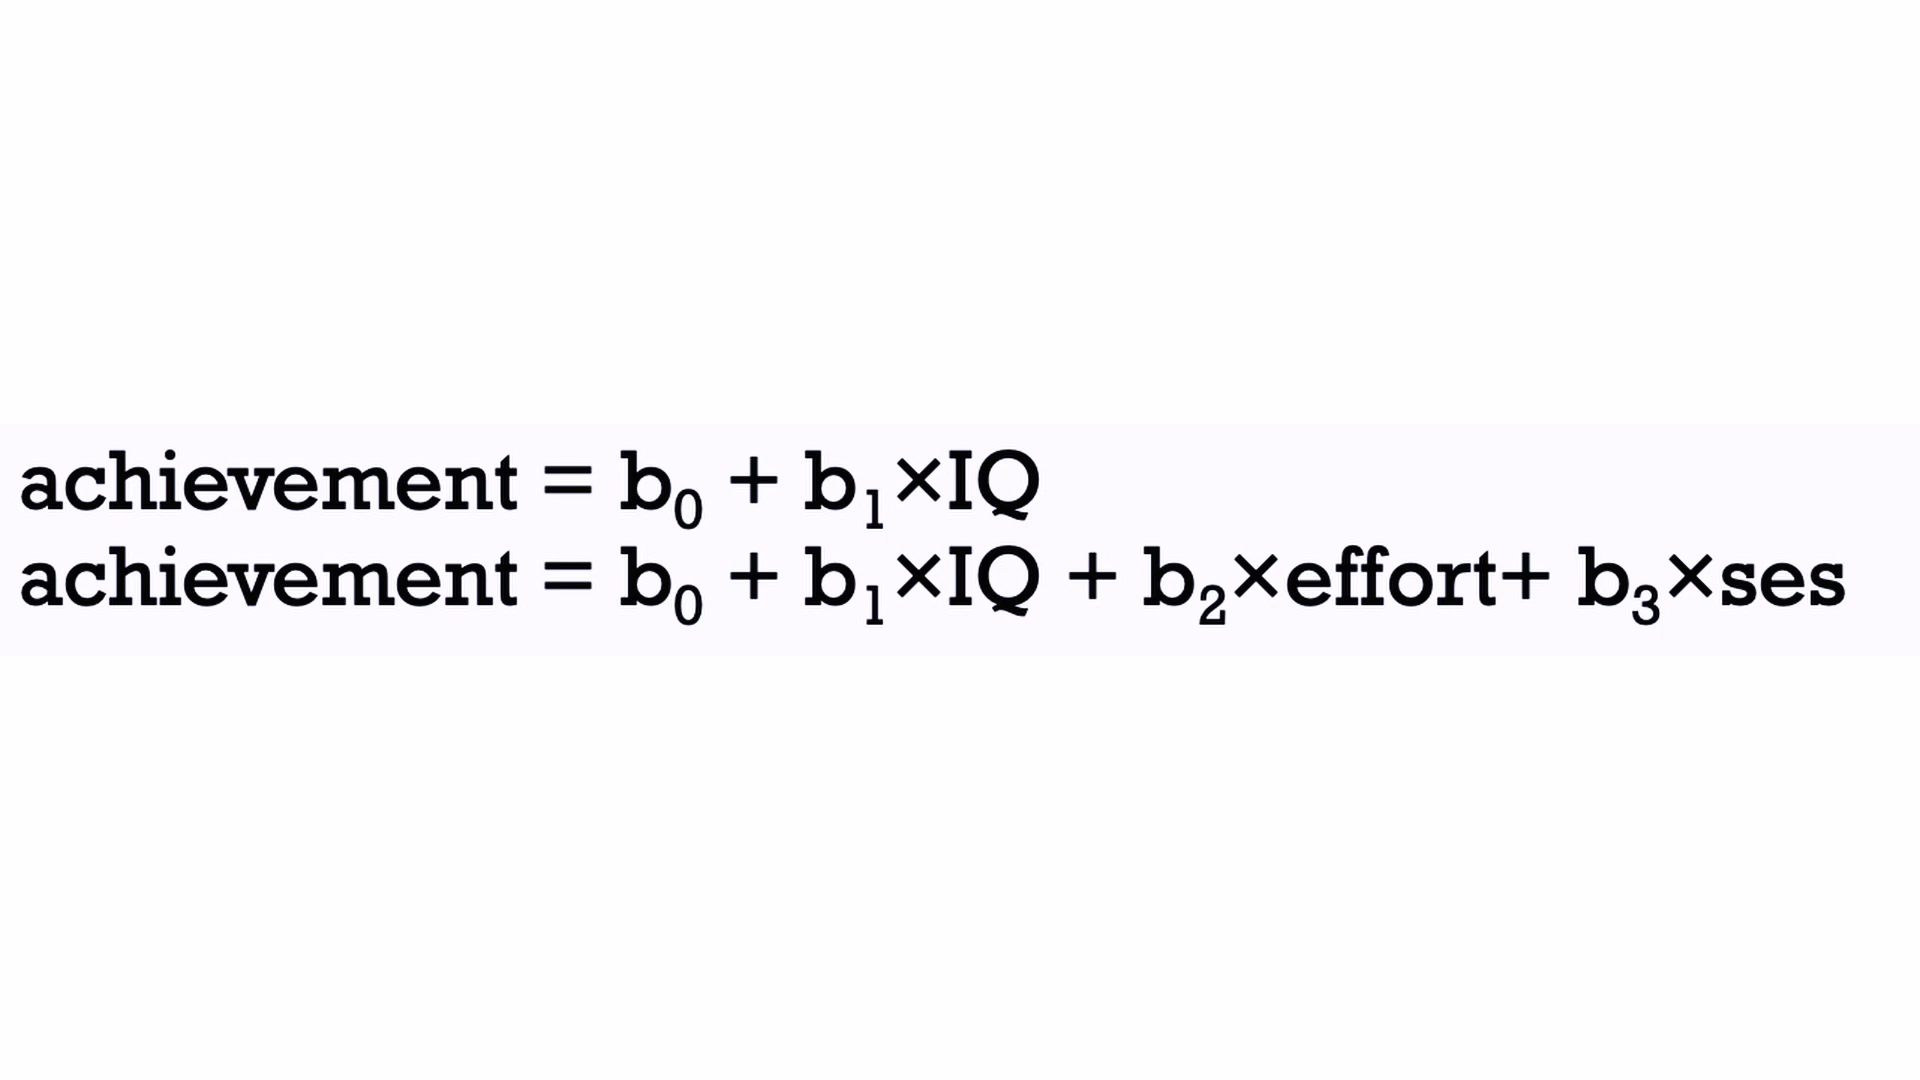 achievement = b₀ + b₁×IQ
achievement = b₀ + b₁×IQ + b₂×effort+ b₃×ses